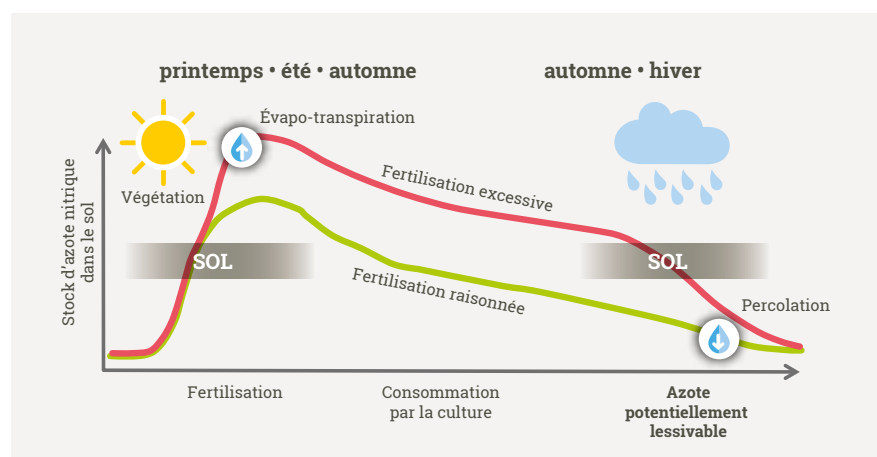 printemps • été • automne
automne • hiver
Évapo-transpiration
Végétation
Fertilisation excessive
Stock d'azote nitrique
dans le sol
SOL
SOL
Fertilisation raisonnée
Percolation
Fertilisation
Consommation
par la culture
Azote
potentiellement
lessivable